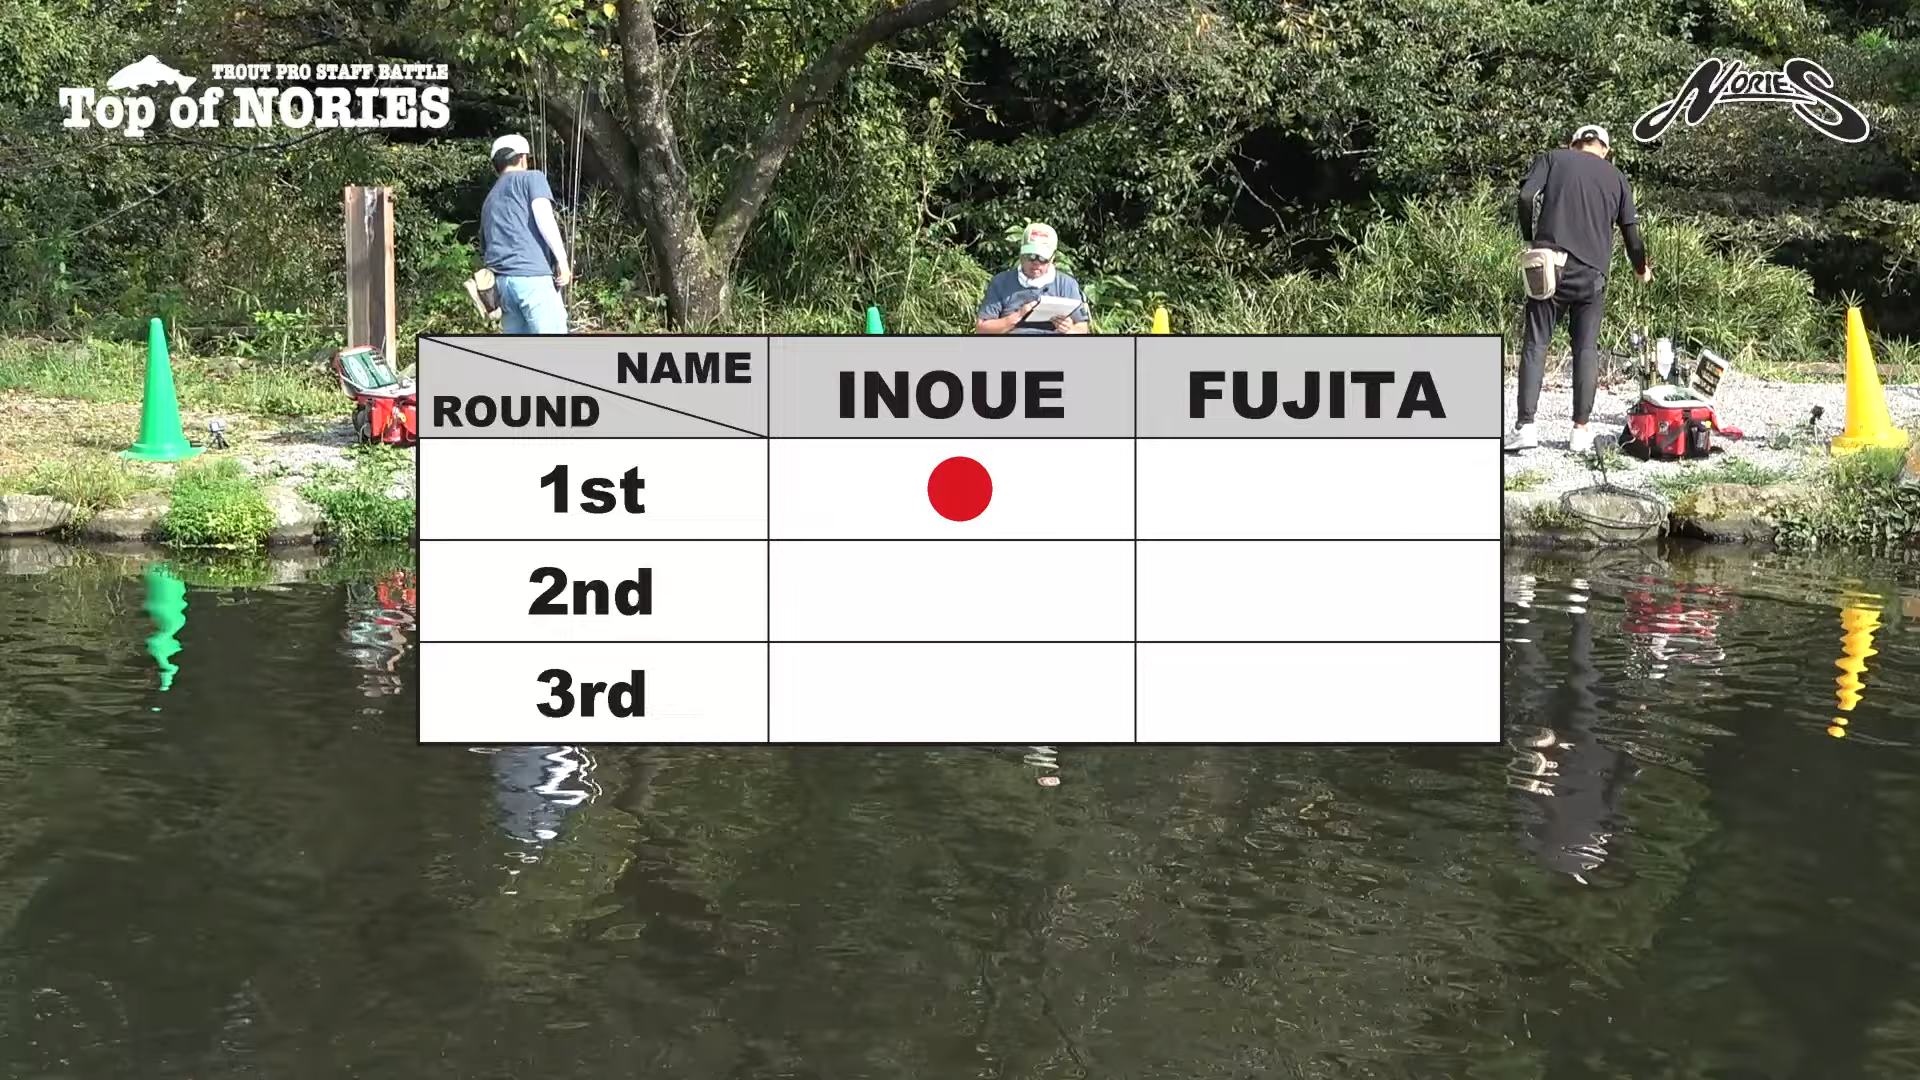 TROUT PRO STAFF BATTLE
Top of NORIES
NORIES
NAME
ROUND
INOUE
FUJITA
1st
2nd
3rd